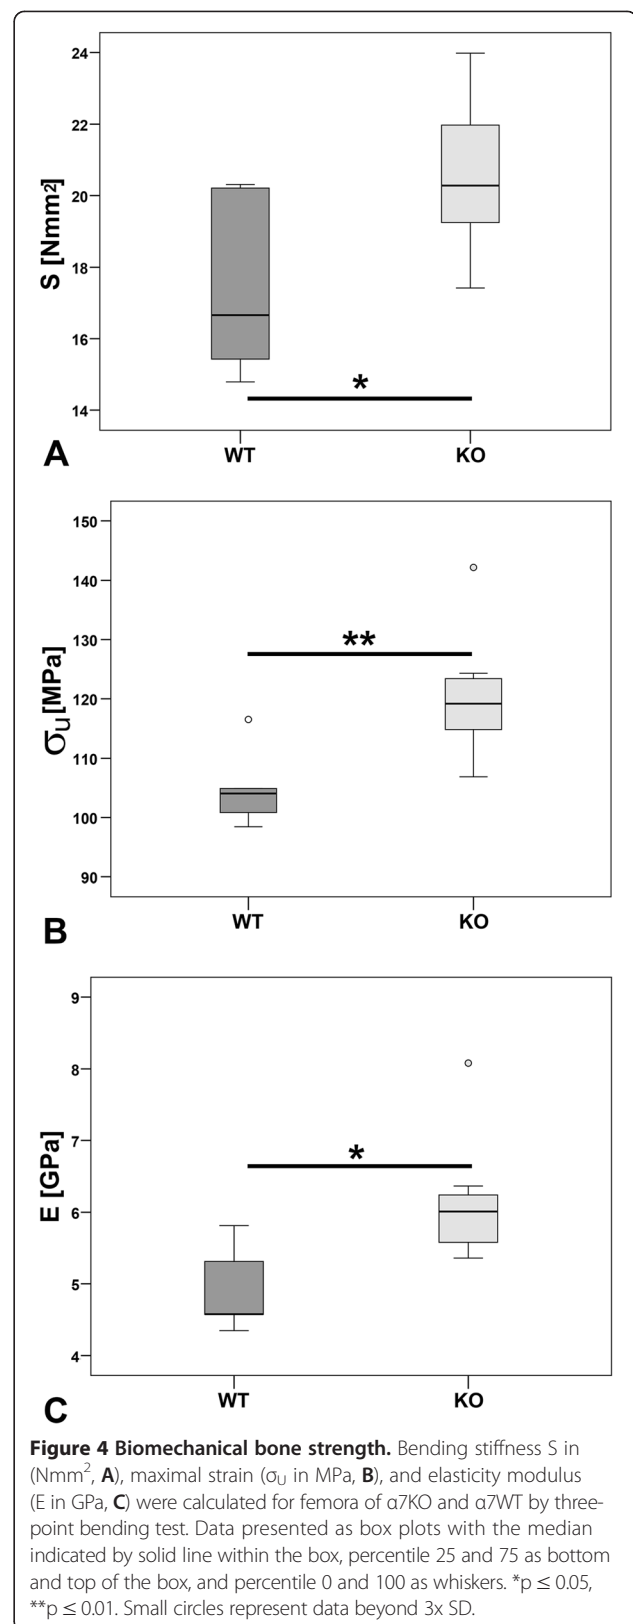 24
22
20
18
16
14
S [Nmm²]
*
WT KO
A
150
140
130
120
110
100
90
σu[MPa]
**
WT KO
B
9
8
7
6
5
4
E [GPa]
*
WT KO
C
Figure 4 Biomechanical bone strength. Bending stiffness S in
(Nmm², A), maximal strain (σU in MPa, B), and elasticity modulus
(E in GPa, C) were calculated for femora of α7KO and α7WT by three-
point bending test. Data presented as box plots with the median
indicated by solid line within the box, percentile 25 and 75 as bottom
and top of the box, and percentile 0 and 100 as whiskers. *p ≤ 0.05,
**p ≤ 0.01. Small circles represent data beyond 3x SD.